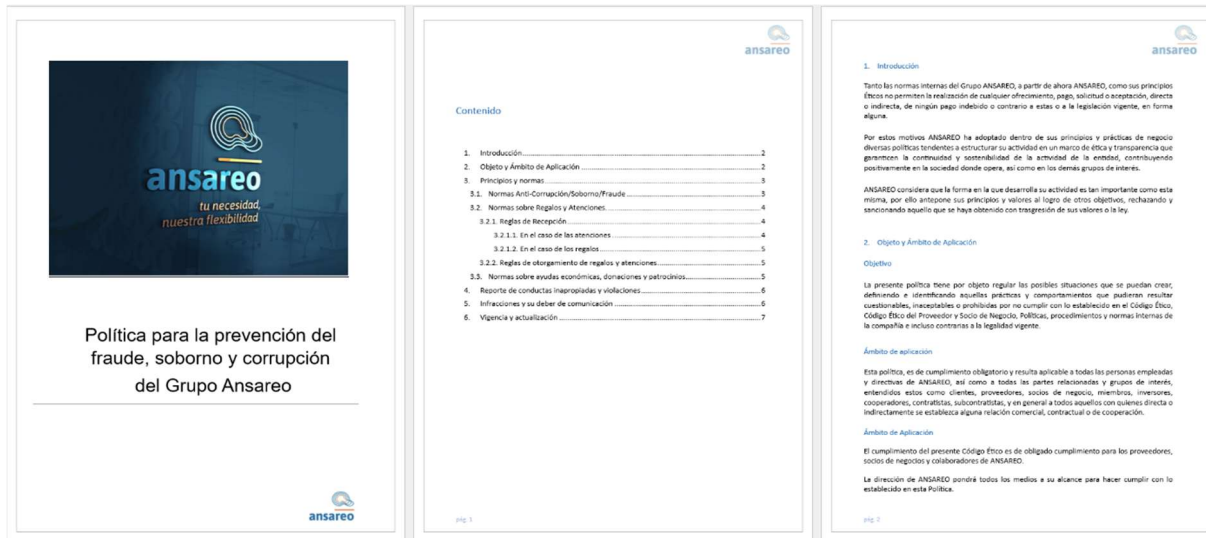 ansareo
tu necesidad,
nuestra flexibilidad
Política para la prevención del
fraude, soborno y corrupción
del Grupo Ansareo
ansareo
ansareo
Contenido
1. Introducción 2
2. Objeto y Ámbito de Aplicación 2
3. Principios y normas 3
3.1. Normas Anti-Corrupción/Soborno/Fraude 3
3.2. Normas sobre Regalos y Atenciones. 4
3.2.1. Reglas de Recepción 4
3.2.1.1. En el caso de las atenciones 4
3.2.1.2. En el caso de los regalos 5
3.2.2. Reglas de otorgamiento de regalos y atenciones 5
3.3. Normas sobre ayudas económicas, donaciones y patrocinios 5
4. Reporte de conductas inapropiadas y violaciones 6
5. Infracciones y su deber de comunicación 6
6. Vigencia y actualización 7
pág. 1
ansareo
1. Introducción
Tanto las normas internas del Grupo ANSAREO, a partir de ahora ANSAREO, como sus principios
Éticos no permiten la realización de cualquier ofrecimiento, pago, solicitud o aceptación, directa
o indirecta, de ningún pago indebido o contrario a estas o a la legislación vigente, en forma
alguna.
Por estos motivos ANSAREO ha adoptado dentro de sus principios y prácticas de negocio
diversas políticas tendentes a estructurar su actividad en un marco de ética y transparencia que
garanticen la continuidad y sostenibilidad de la actividad de la entidad, contribuyendo
positivamente en la sociedad donde opera, así como en los demás grupos de interés.
ANSAREO considera que la forma en la que desarrolla su actividad es tan importante como esta
misma, por ello antepone sus principios y valores al logro de otros objetivos, rechazando y
sancionando aquello que se haya obtenido con trasgresión de sus valores o la ley.
2. Objeto y Ámbito de Aplicación
Objetivo
La presente política tiene por objeto regular las posibles situaciones que se puedan crear,
definiendo e identificando aquellas prácticas y comportamientos que pudieran resultar
cuestionables, inaceptables o prohibidas por no cumplir con lo establecido en el Código Ético,
Código Ético del Proveedor y Socio de Negocio, Políticas, procedimientos y normas internas de
la compañía e incluso contrarias a la legalidad vigente.
Ámbito de aplicación
Esta política, es de cumplimiento obligatorio y resulta aplicable a todas las personas empleadas
y directivas de ANSAREO, así como a todas las partes relacionadas y grupos de interés,
entendidos estos como clientes, proveedores, socios de negocio, miembros, inversores,
cooperadores, contratistas, subcontratistas, y en general a todos aquellos con quienes directa o
indirectamente se establezca alguna relación comercial, contractual o de cooperación.
Ámbito de Aplicación
El cumplimiento del presente Código Ético es de obligado cumplimiento para los proveedores,
socios de negocios y colaboradores de ANSAREO.
La dirección de ANSAREO pondrá todos los medios a su alcance para hacer cumplir con lo
establecido en esta Política.
pág. 2